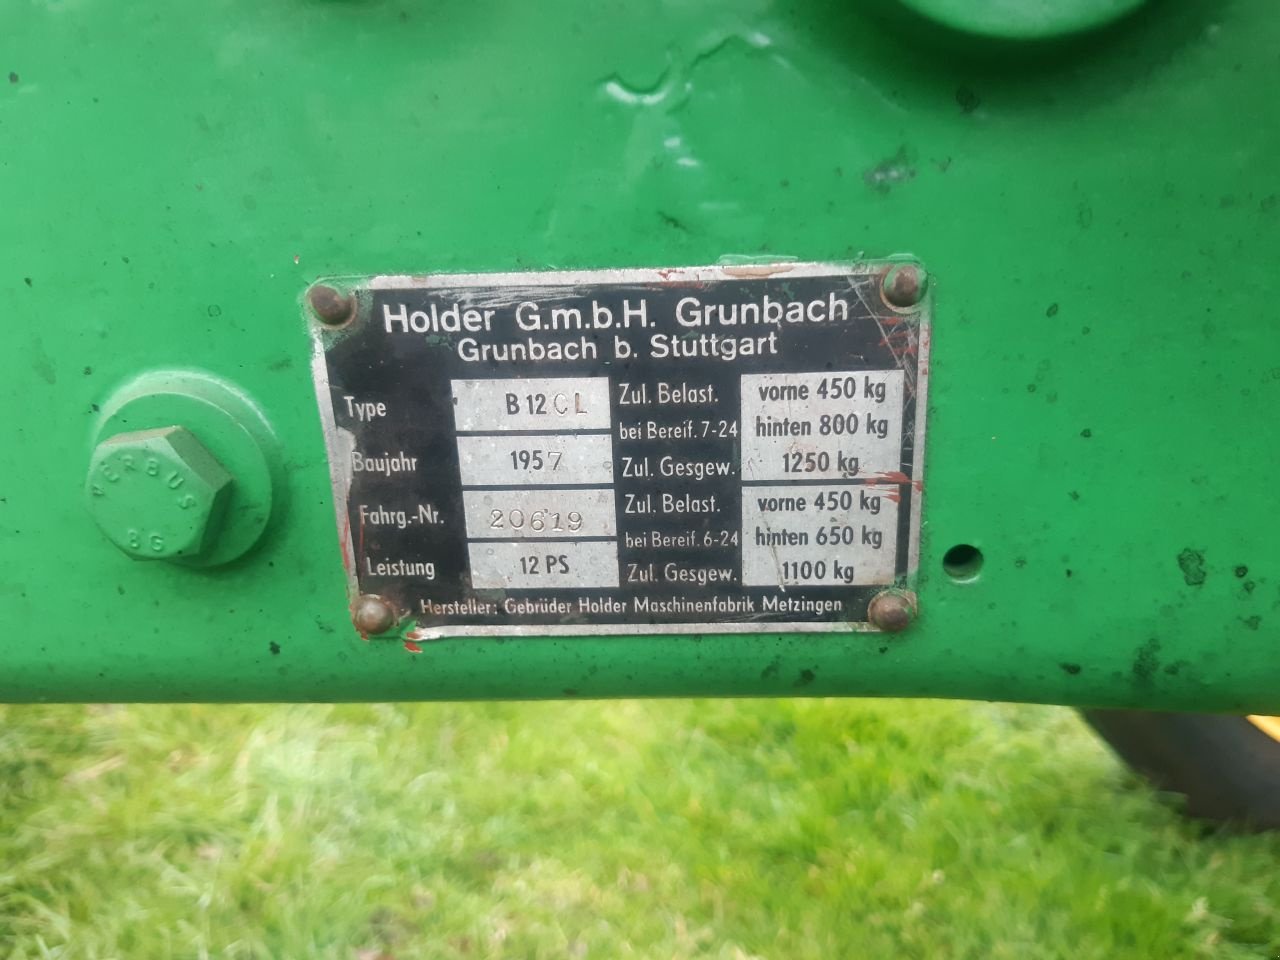 Holder G.m.b.H. Grunbach
Grunbach b. Stuttgart
Type B 12 CL
Baujahr 1957
Fahrg.-Nr. 20619
Leistung 12 PS
Zul. Belast. vorne 450 kg
bei Bereif. 7-24 hinten 800 kg
Zul. Gesgew. 1250 kg
Zul. Belast. vorne 450 kg
bei Bereif. 6-24 hinten 650 kg
Zul. Gesgew. 1100 kg
Hersteller: Gebrüder Holder Maschinenfabrik Metzingen
VERBUS
8G